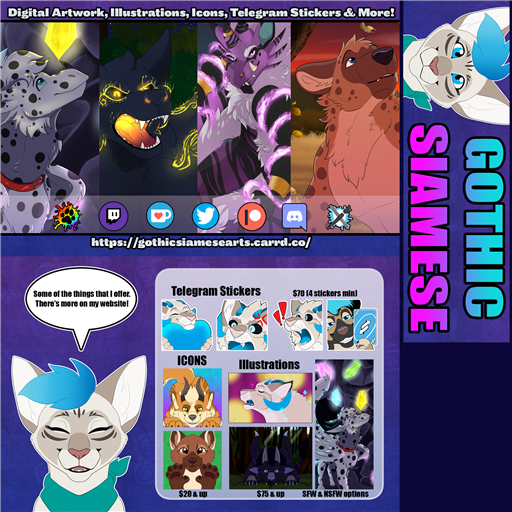 Digital Artwork, Illustrations, Icons, Telegram Stickers & More!
GOTHIC
SIAMESE
https://gothicsiamesearts.carrd.co/
Some of the things that I offer.
There's more on my website!
Telegram Stickers
$70 (4 stickers min)
ICONS
Illustrations
$20 & up
$75 & up
SFW & NSFW options